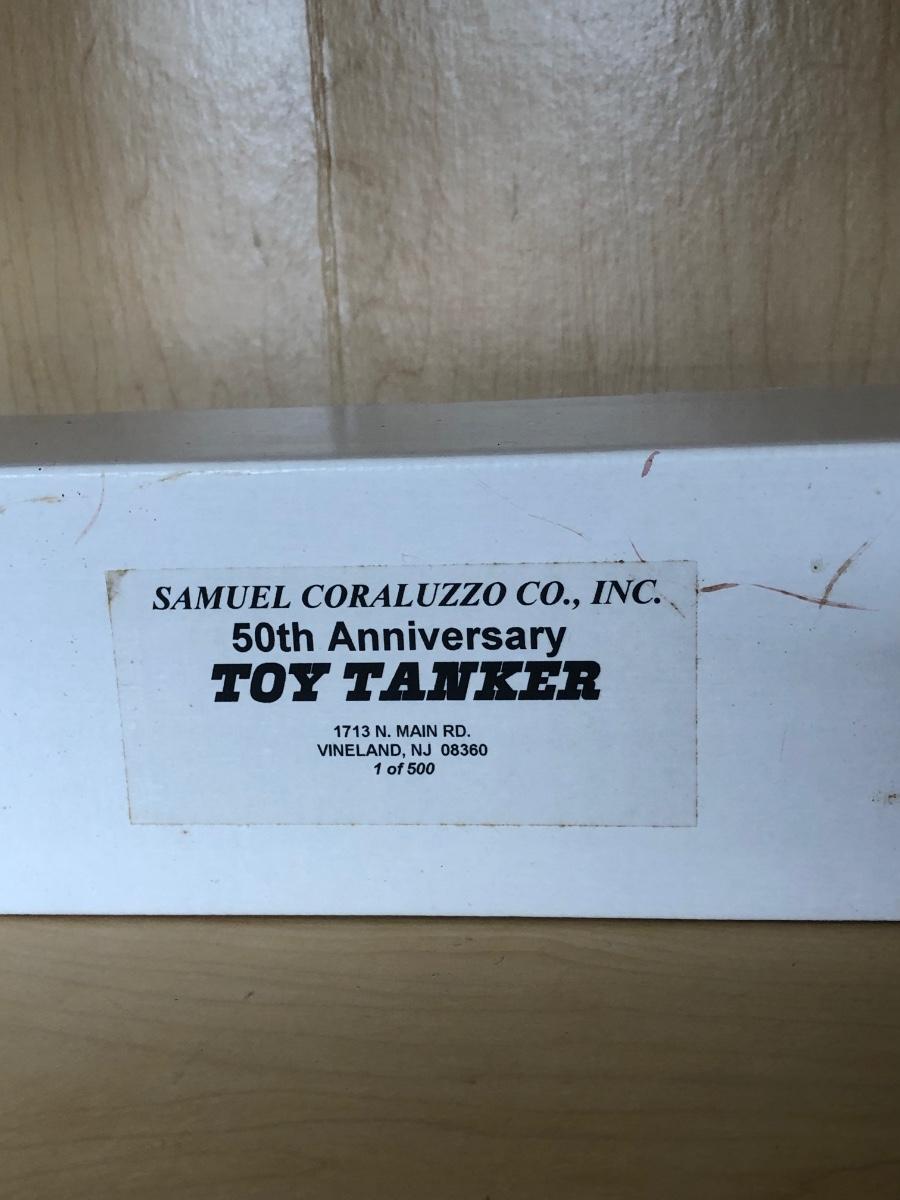 SAMUEL CORALUZZO CO., INC.
50th Anniversary
TOY TANKER
1713 N. MAIN RD.
VINELAND, NJ 08360
1 of 500